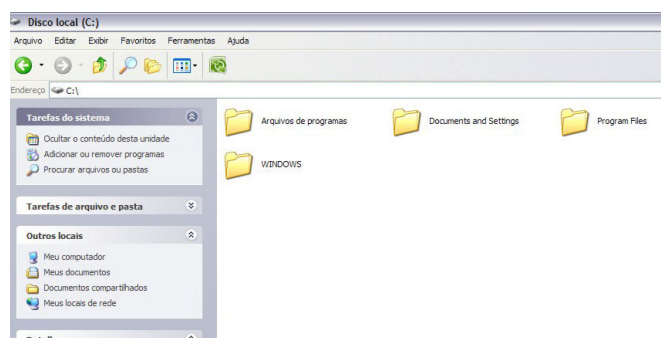 Disco local (C:)
Arquivo Editar Exibir Favoritos Ferramentas Ajuda
Endereço C:\
Tarefas do sistema
Ocultar o conteúdo desta unidade
Adicionar ou remover programas
Procurar arquivos ou pastas
Tarefas de arquivo e pasta
Outros locais
Meu computador
Meus documentos
Documentos compartilhados
Meus locais de rede
Arquivos de programas Documents and Settings Program Files
WINDOWS